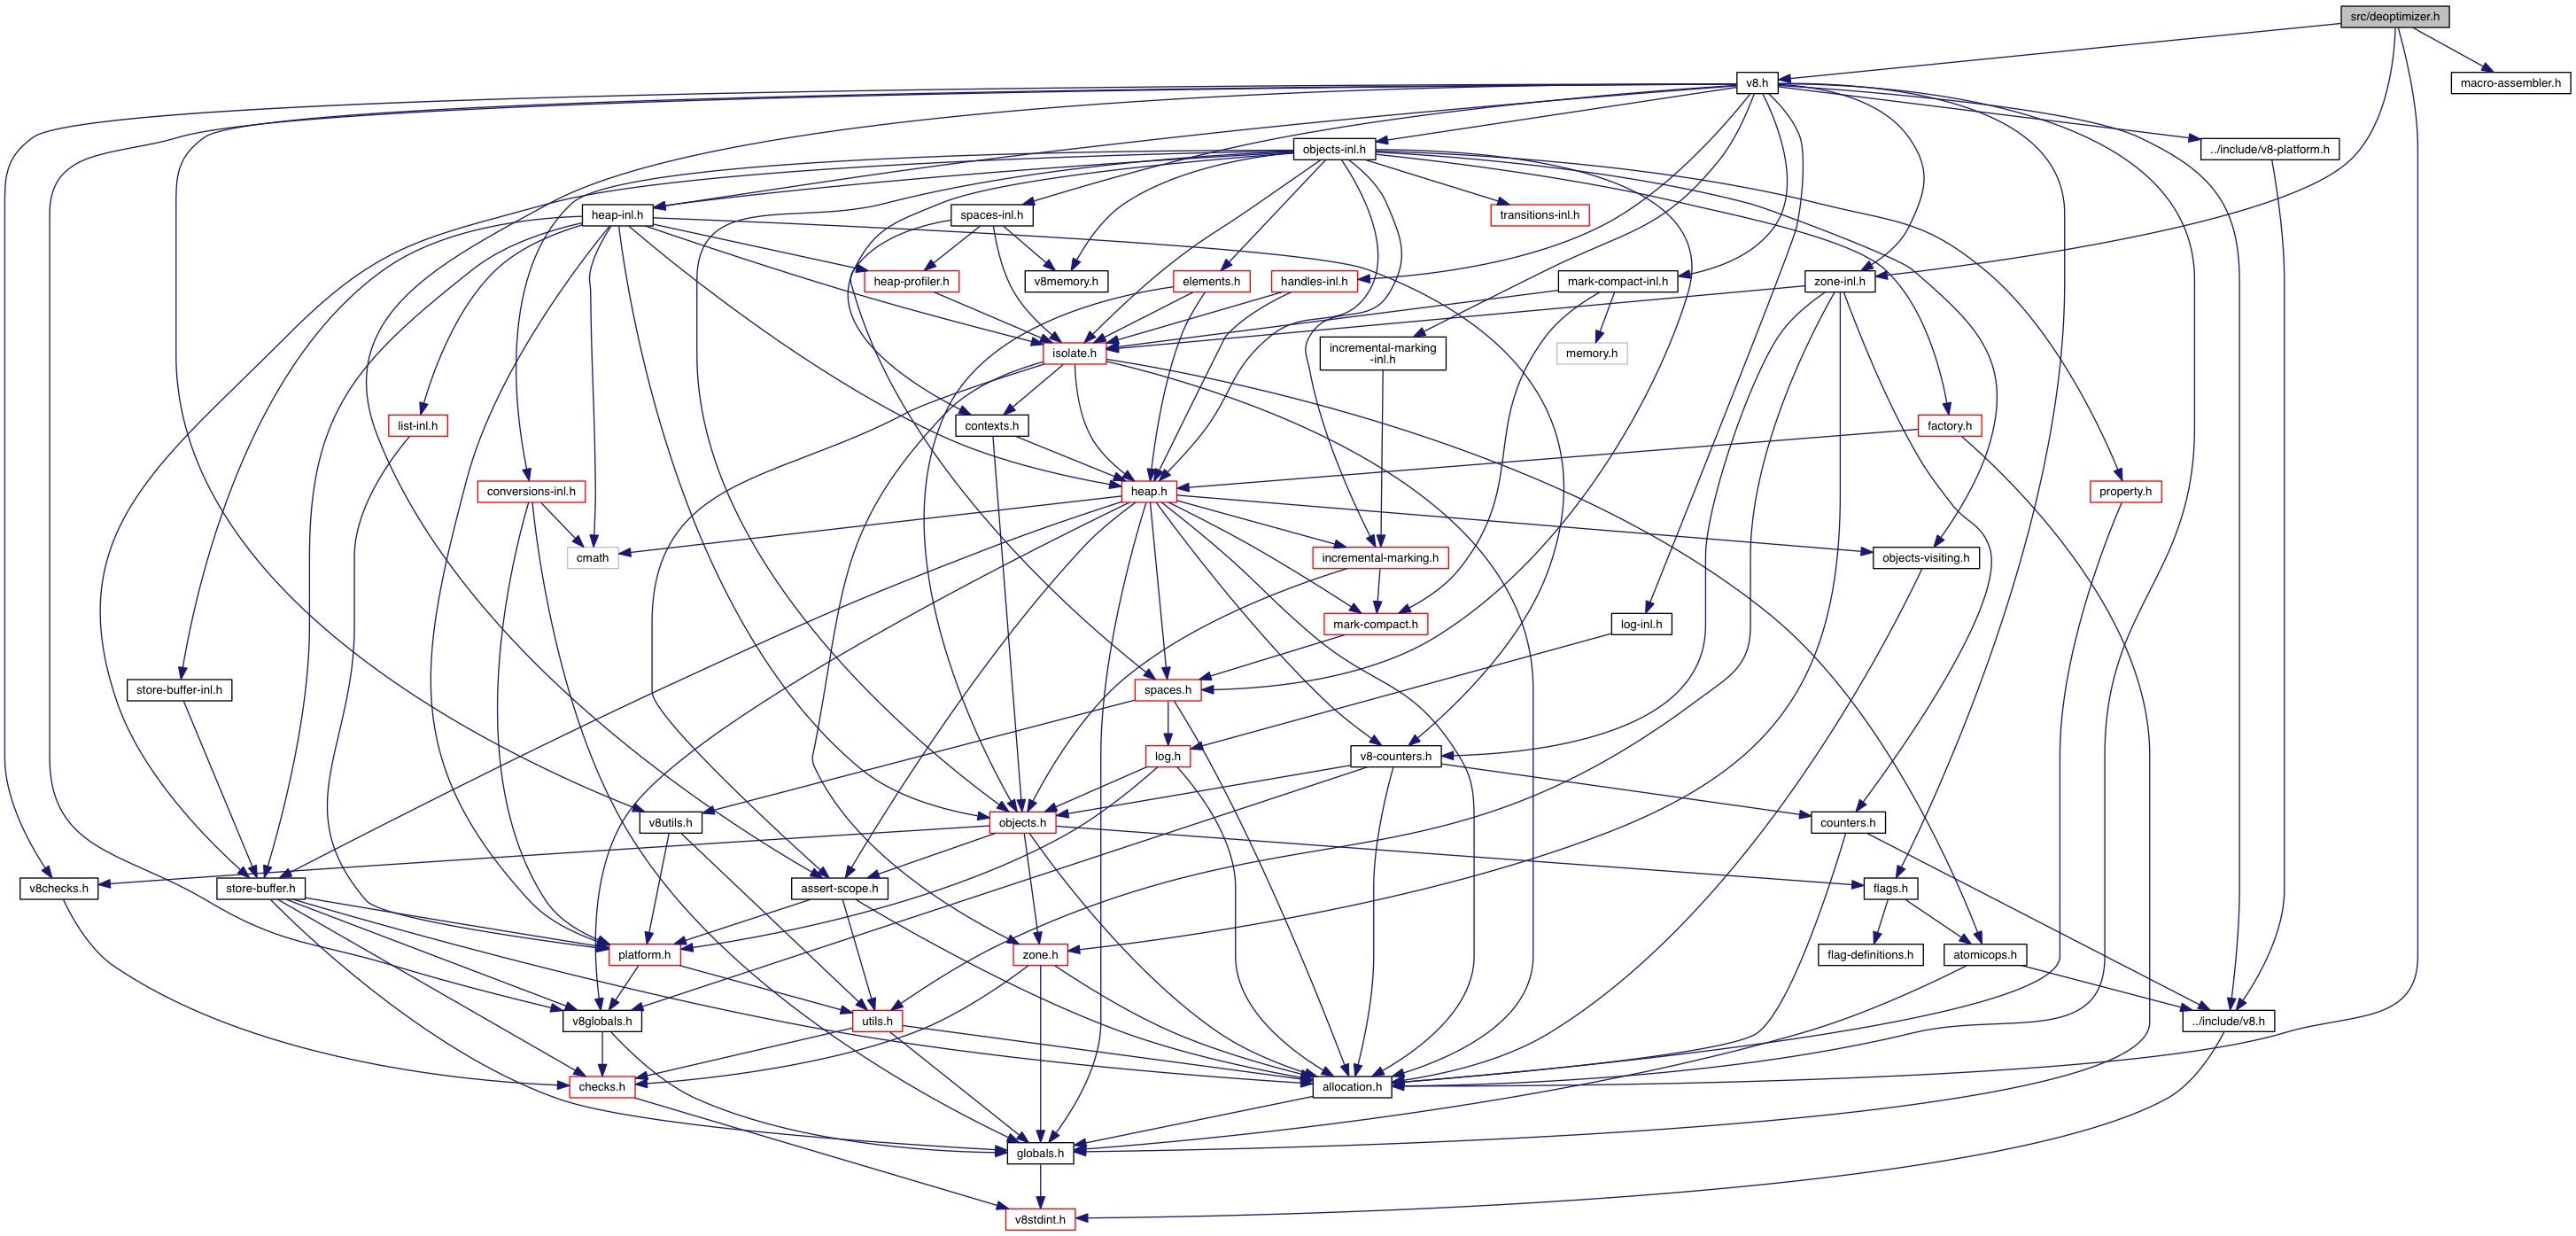 src/deoptimizer.h
v8.h
macro-assembler.h
objects-inl.h
../include/v8-platform.h
heap-inl.h
spaces-inl.h
transitions-inl.h
heap-profiler.h
v8memory.h
elements.h
handles-inl.h
mark-compact-inl.h
zone-inl.h
isolate.h
incremental-marking
-inl.h
memory.h
list-inl.h
contexts.h
factory.h
conversions-inl.h
heap.h
property.h
cmath
incremental-marking.h
objects-visiting.h
mark-compact.h
log-inl.h
store-buffer-inl.h
spaces.h
log.h
v8-counters.h
v8utils.h
objects.h
counters.h
v8checks.h
store-buffer.h
assert-scope.h
flags.h
platform.h
zone.h
flag-definitions.h
atomicops.h
v8globals.h
utils.h
../include/v8.h
checks.h
allocation.h
globals.h
v8stdint.h